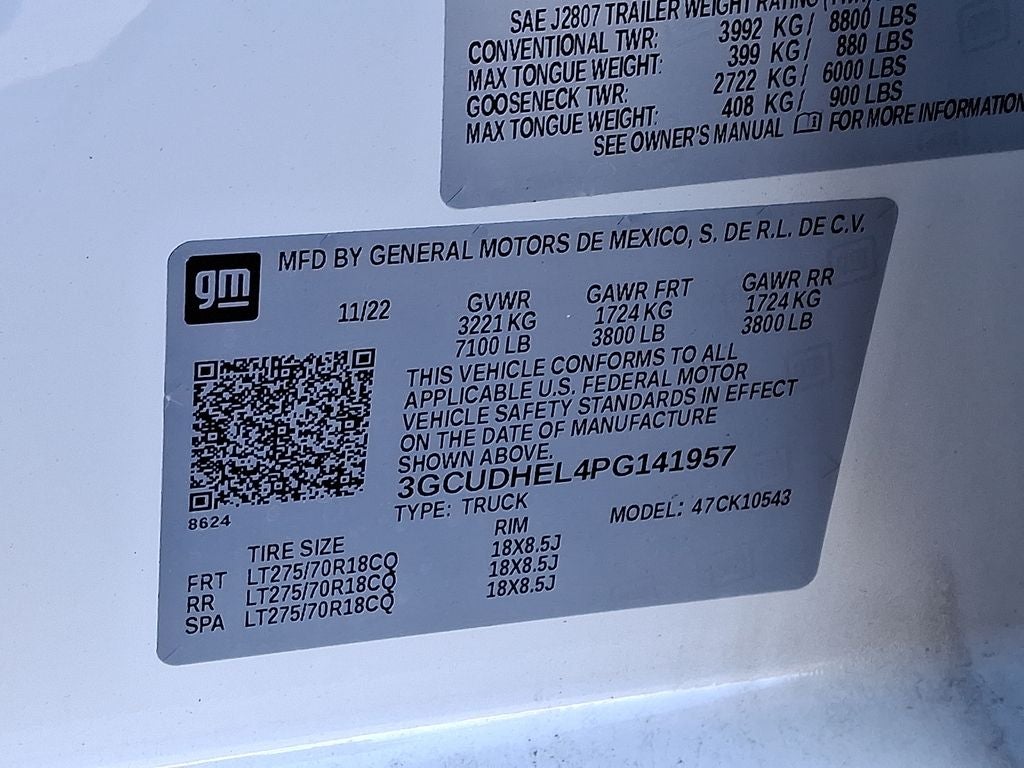 SAE J2807 TRAILER WEIGHT RATING (TWR)
CONVENTIONAL TWR: 3992 KG/ 8800 LBS
MAX TONGUE WEIGHT: 399 KG/ 880 LBS
GOOSENECK TWR: 2722 KG/ 6000 LBS
MAX TONGUE WEIGHT: 408 KG/ 900 LBS
SEE OWNER'S MANUAL FOR MORE INFORMATION
gm
MFD BY GENERAL MOTORS DE MEXICO, S. DE R.L. DE C.V.
11/22 GVWR GAWR FRT GAWR RR
3221 KG 1724 KG 1724 KG
7100 LB 3800 LB 3800 LB
THIS VEHICLE CONFORMS TO ALL
APPLICABLE U.S. FEDERAL MOTOR
VEHICLE SAFETY STANDARDS IN EFFECT
ON THE DATE OF MANUFACTURE
SHOWN ABOVE.
3GCUDHEL4PG141957
8624
TYPE: TRUCK MODEL: 47CK10543
TIRE SIZE RIM
FRT LT275/70R18CQ 18X8.5J
RR LT275/70R18CQ 18X8.5J
SPA LT275/70R18CQ 18X8.5J